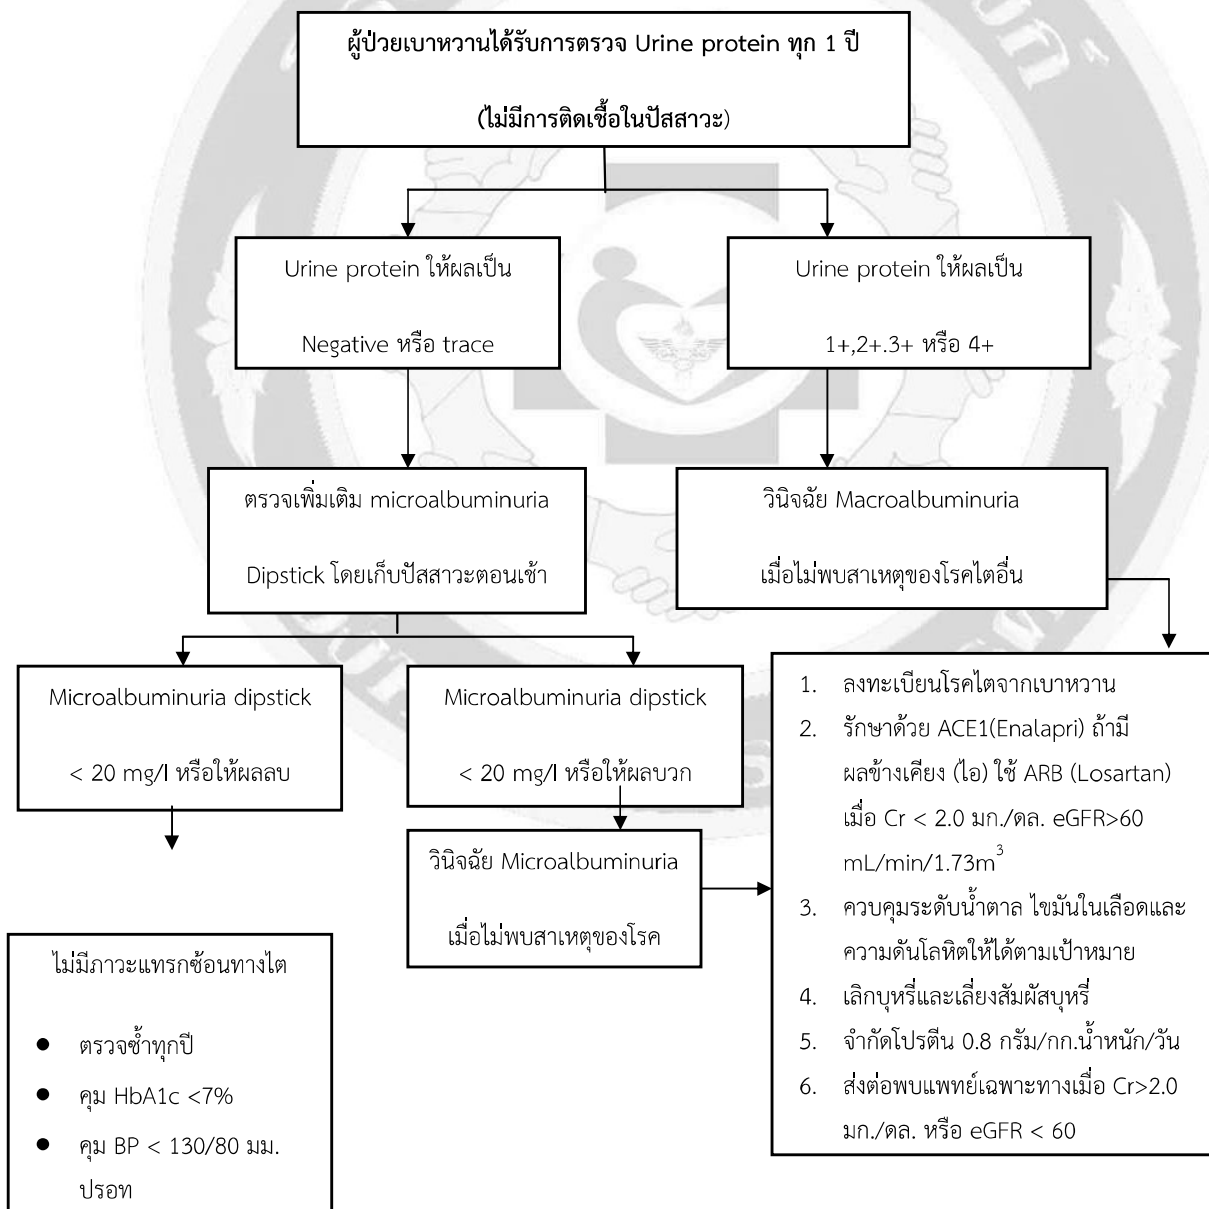 ผู้ป่วยเบาหวานได้รับการตรวจ Urine protein ทุก 1 ปี
(ไม่มีการติดเชื้อในปัสสาวะ)
Urine protein ให้ผลเป็น
Negative หรือ trace
Urine protein ให้ผลเป็น
1+,2+.3+ หรือ 4+
ตรวจเพิ่มเติม microalbuminuria
Dipstick โดยเก็บปัสสาวะตอนเช้า
วินิจฉัย Macroalbuminuria
เมื่อไม่พบสาเหตุของโรคไตอื่น
Microalbuminuria dipstick
< 20 mg/l หรือให้ผลลบ
Microalbuminuria dipstick
< 20 mg/l หรือให้ผลบวก
วินิจฉัย Microalbuminuria
เมื่อไม่พบสาเหตุของโรค
1. ลงทะเบียนโรคไตจากเบาหวาน
2. รักษาด้วย ACE1(Enalapri) ถ้ามี
ผลข้างเคียง (ไอ) ใช้ ARB (Losartan)
เมื่อ Cr < 2.0 มก./ดล. eGFR>60
mL/min/1.73m³
3. ควบคุมระดับน้ำตาล ไขมันในเลือดและ
ความดันโลหิตให้ได้ตามเป้าหมาย
4. เลิกบุหรี่และเลี่ยงสัมผัสบุหรี่
5. จำกัดโปรตีน 0.8 กรัม/กก.น้ำหนัก/วัน
6. ส่งต่อพบแพทย์เฉพาะทางเมื่อ Cr>2.0
มก./ดล. หรือ eGFR < 60
ไม่มีภาวะแทรกซ้อนทางไต
● ตรวจซ้ำทุกปี
● คุม HbA1c <7%
● คุม BP < 130/80 มม.
ปรอท